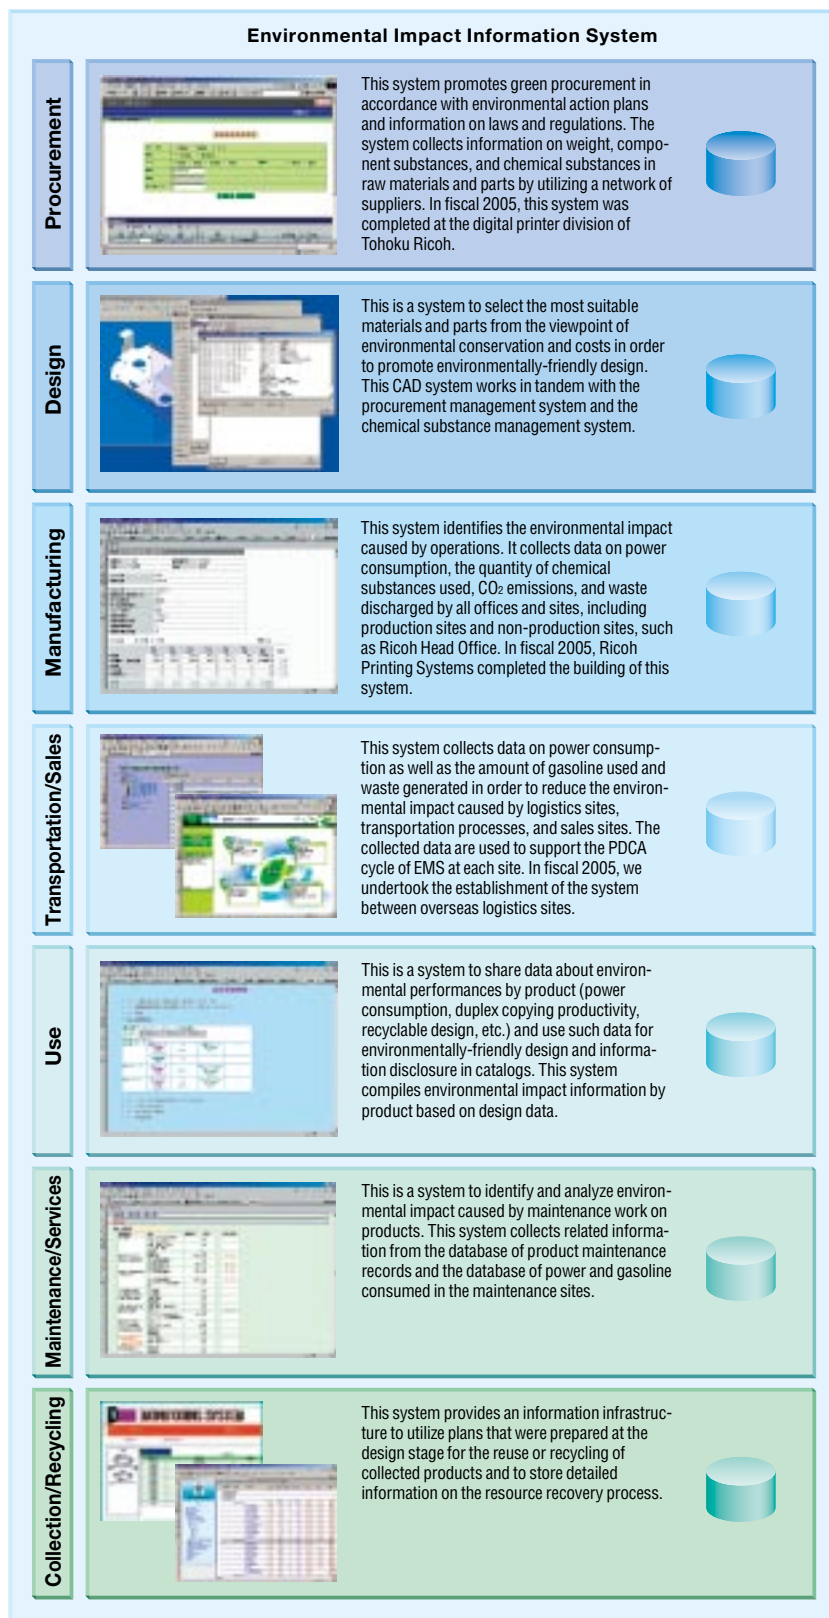 Environmental Impact Information System
Procurement
This system promotes green procurement in
accordance with environmental action plans
and information on laws and regulations. The
system collects information on weight, compo-
nent substances, and chemical substances in
raw materials and parts by utilizing a network of
suppliers. In fiscal 2005, this system was
completed at the digital printer division of
Tohoku Ricoh.
Design
This is a system to select the most suitable
materials and parts from the viewpoint of
environmental conservation and costs in order
to promote environmentally-friendly design.
This CAD system works in tandem with the
procurement management system and the
chemical substance management system.
Manufacturing
This system identifies the environmental impact
caused by operations. It collects data on power
consumption, the quantity of chemical
substances used, CO2 emissions, and waste
discharged by all offices and sites, including
production sites and non-production sites, such
as Ricoh Head Office. In fiscal 2005, Ricoh
Printing Systems completed the building of this
system.
Transportation/Sales
This system collects data on power consump-
tion as well as the amount of gasoline used and
waste generated in order to reduce the environ-
mental impact caused by logistics sites,
transportation processes, and sales sites. The
collected data are used to support the PDCA
cycle of EMS at each site. In fiscal 2005, we
undertook the establishment of the system
between overseas logistics sites.
Use
This is a system to share data about environ-
mental performances by product (power
consumption, duplex copying productivity,
recyclable design, etc.) and use such data for
environmentally-friendly design and informa-
tion disclosure in catalogs. This system
compiles environmental impact information by
product based on design data.
Maintenance/Services
This is a system to identify and analyze environ-
mental impact caused by maintenance work on
products. This system collects related informa-
tion from the database of product maintenance
records and the database of power and gasoline
consumed in the maintenance sites.
Collection/Recycling
MONITORING SYSTEM
This system provides an information infrastruc-
ture to utilize plans that were prepared at the
design stage for the reuse or recycling of
collected products and to store detailed
information on the resource recovery process.